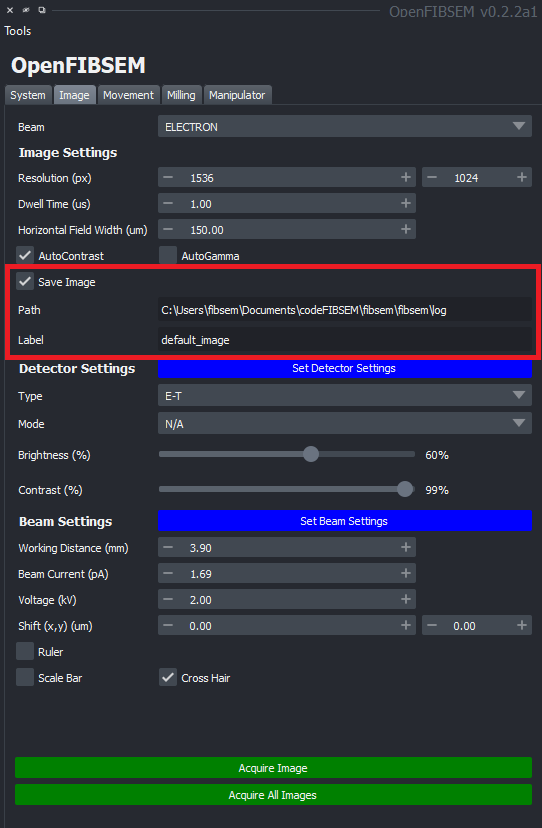 OpenFIBSEM v0.2.2a1
Tools
OpenFIBSEM
System Image Movement Milling Manipulator
Beam ELECTRON
Image Settings
Resolution (px) 1536 1024
Dwell Time (us) 1.00
Horizontal Field Width (um) 150.00
AutoContrast AutoGamma
Save Image
Path C:\Users\fibsem\Documents\codeFIBSEM\fibsem\fibsem\log
Label default_image
Detector Settings Set Detector Settings
Type E-T
Mode N/A
Brightness (%) 60%
Contrast (%) 99%
Beam Settings Set Beam Settings
Working Distance (mm) 3.90
Beam Current (pA) 1.69
Voltage (kV) 2.00
Shift (x,y) (um) 0.00 0.00
Ruler
Scale Bar Cross Hair
Acquire Image
Acquire All Images